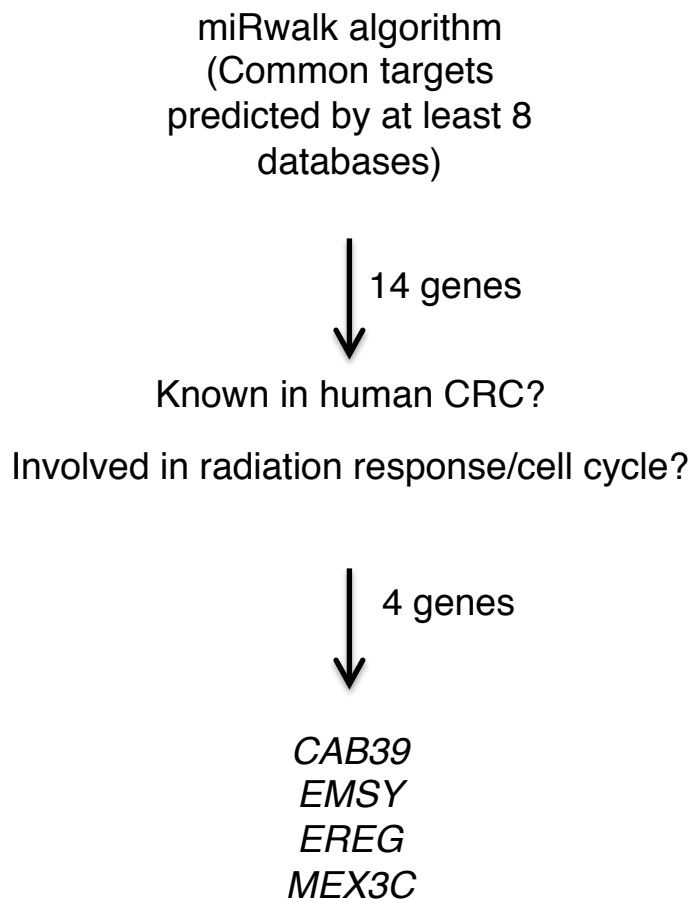 miRwalk algorithm
(Common targets
predicted by at least 8
databases)
14 genes
Known in human CRC?
Involved in radiation response/cell cycle?
4 genes
CAB39
EMSY
EREG
MEX3C